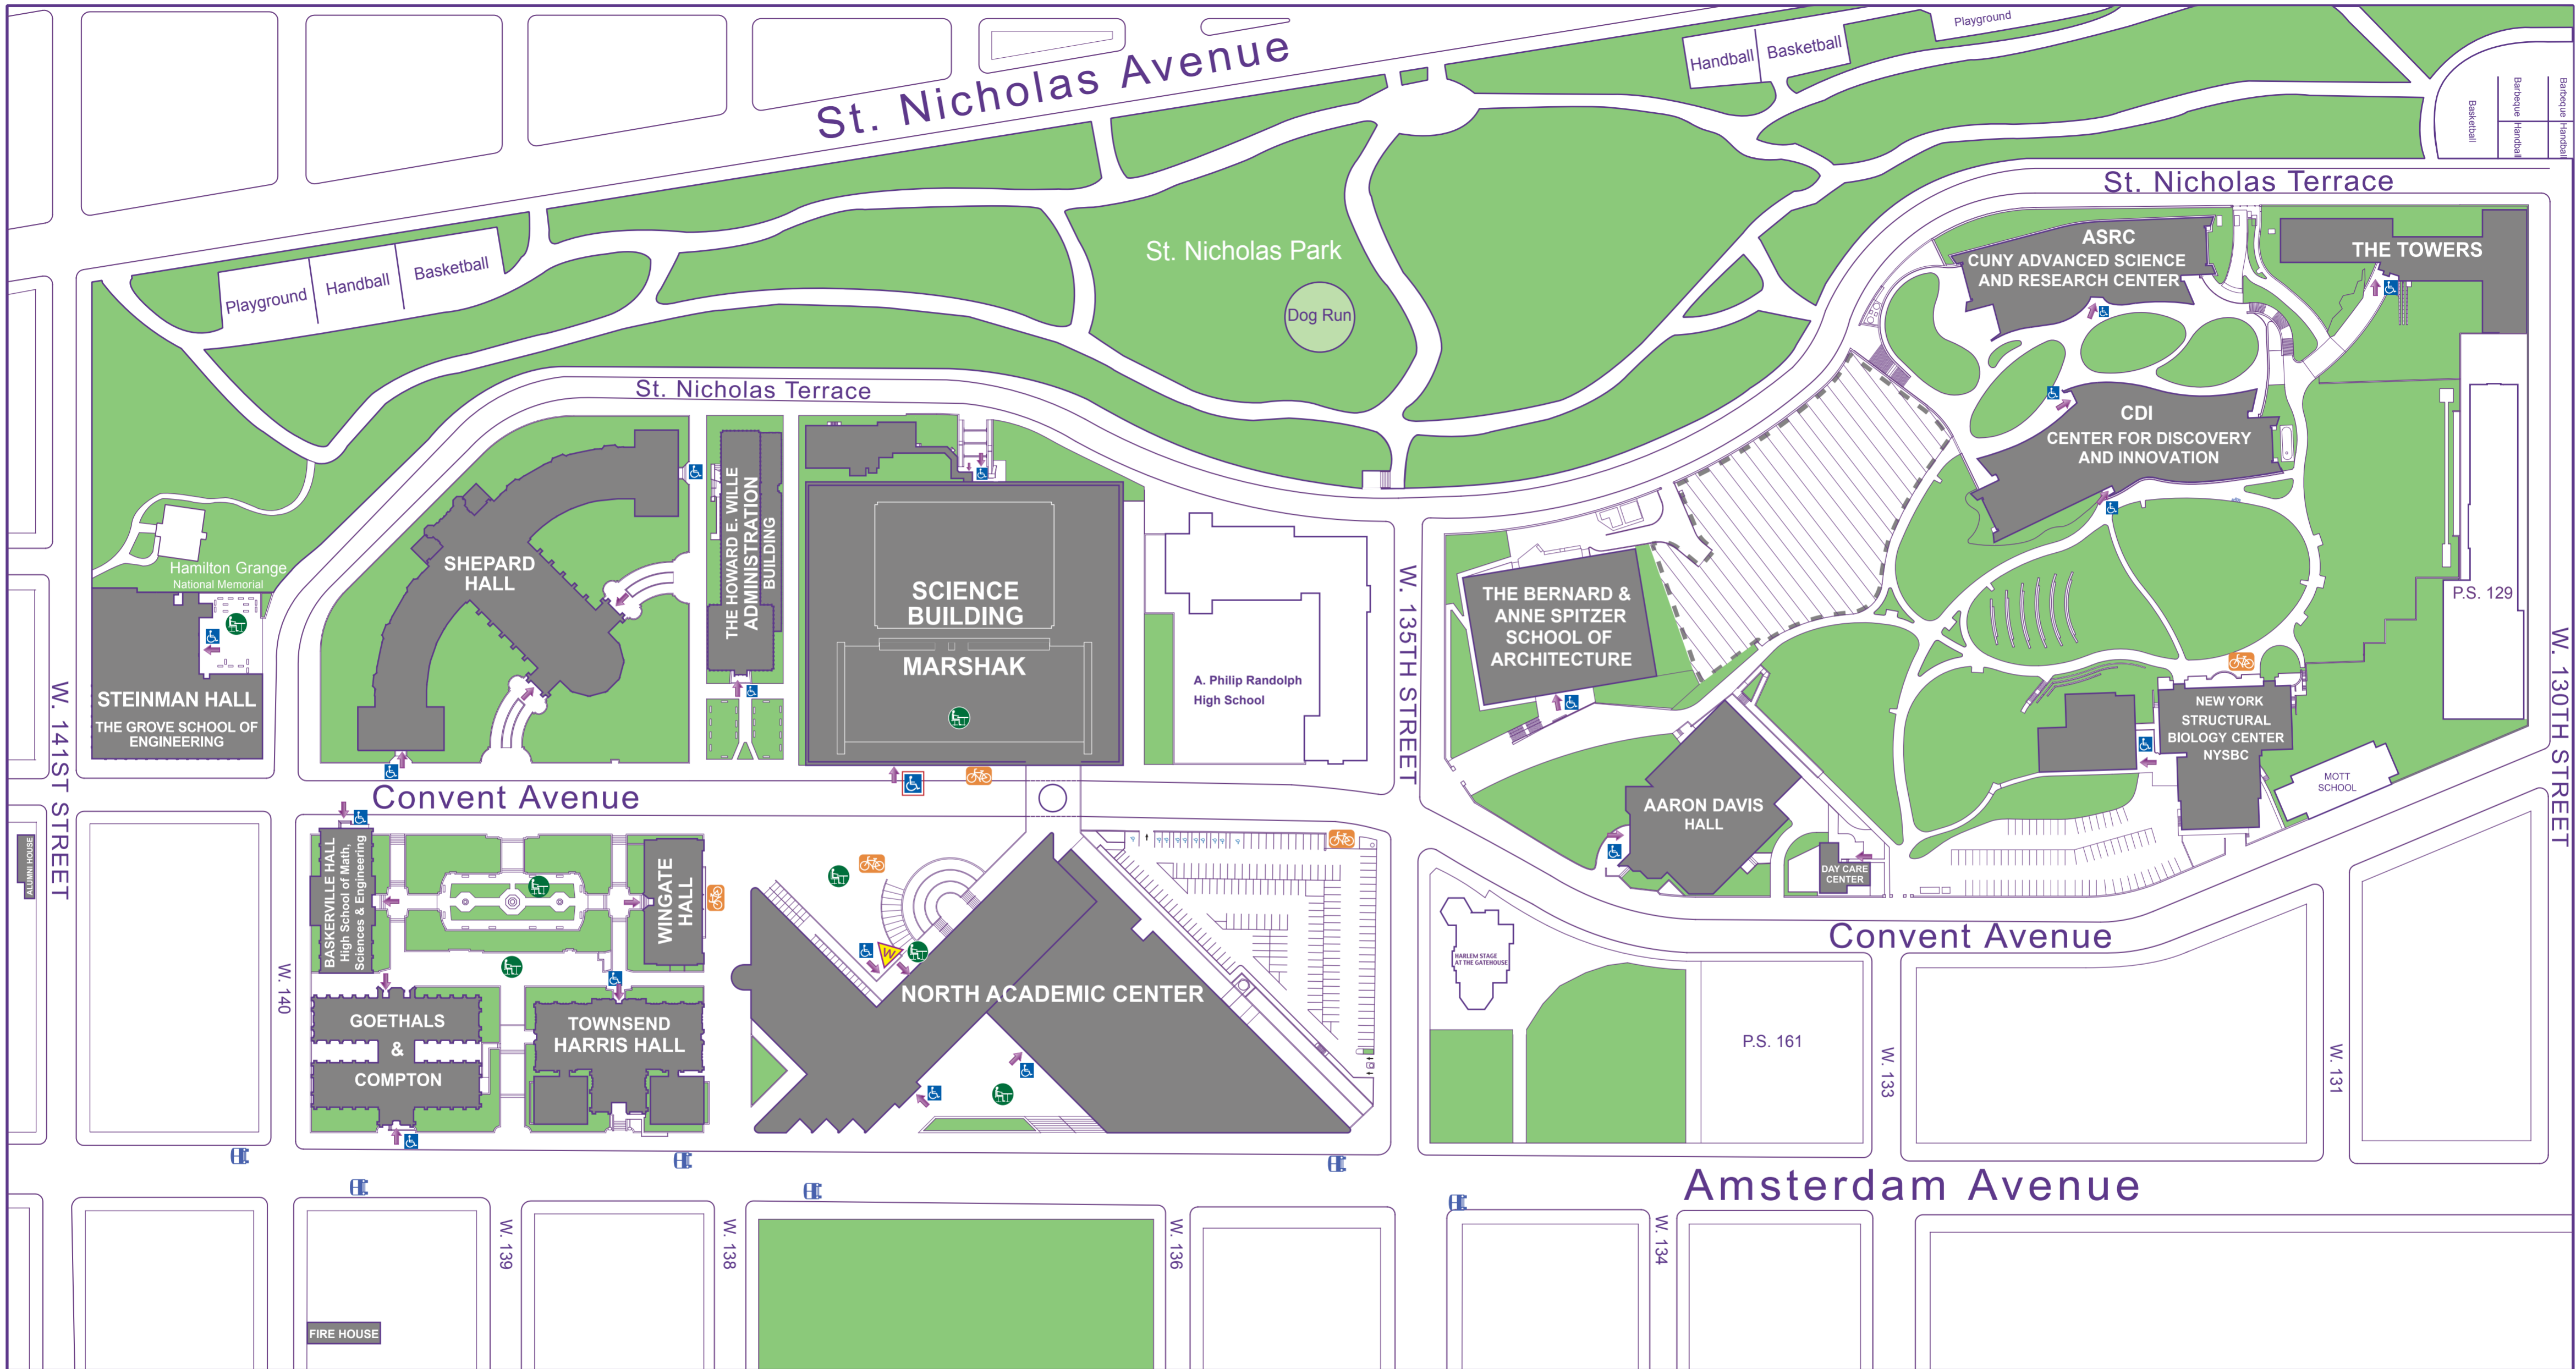 Playground
Handball
Basketball
St. Nicholas Avenue
Barbeque
Barbeque
Basketball
Handball
Handball
St. Nicholas Terrace
St. Nicholas Park
Dog Run
ASRC
CUNY ADVANCED SCIENCE
AND RESEARCH CENTER
THE TOWERS
Playground
Handball
Basketball
St. Nicholas Terrace
CDI
CENTER FOR DISCOVERY
AND INNOVATION
Hamilton Grange
National Memorial
SHEPARD
HALL
THE HOWARD E. WILLE
ADMINISTRATION
BUILDING
SCIENCE
BUILDING
MARSHAK
A. Philip Randolph
High School
W. 135TH STREET
THE BERNARD &
ANNE SPITZER
SCHOOL OF
ARCHITECTURE
P.S. 129
W. 130TH STREET
W. 141ST STREET
STEINMAN HALL
THE GROVE SCHOOL OF
ENGINEERING
NEW YORK
STRUCTURAL
BIOLOGY CENTER
NYSBC
MOTT
SCHOOL
Convent Avenue
AARON DAVIS
HALL
DAY CARE
CENTER
ALUMNI HOUSE
BASKERVILLE HALL
High School of Math,
Sciences & Engineering
WINGATE
HALL
W
NORTH ACADEMIC CENTER
Convent Avenue
HARLEM STAGE
AT THE GATEHOUSE
W. 140
GOETHALS
&
COMPTON
TOWNSEND
HARRIS HALL
P.S. 161
W. 133
W. 131
Amsterdam Avenue
W. 139
W. 138
W. 136
W. 134
FIRE HOUSE